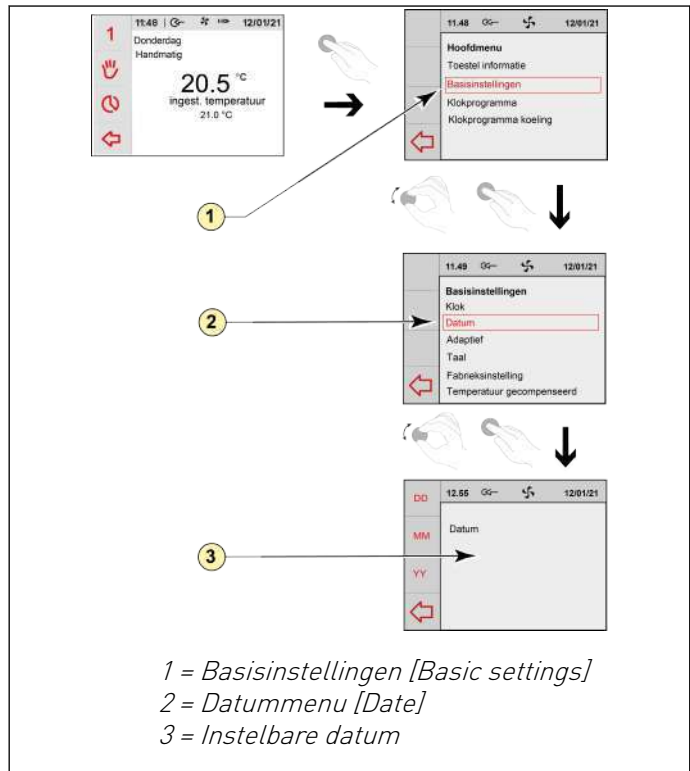 11:48 12/01/21
1
Donderdag
Handmatig
20.5 °C
ingest. temperatuur
21.0 °C
11.48 12/01/21
Hoofdmenu
Toestel informatie
Basisinstellingen
Klokprogramma
Klokprogramma koeling
1
11.49 12/01/21
Basisinstellingen
Klok
Datum
Adaptief
Taal
Fabrieksinstelling
Temperatuur gecompenseerd
2
12.55 12/01/21
DD
MM
YY
Datum
3
1 = Basisinstellingen [Basic settings]
2 = Datummenu [Date]
3 = Instelbare datum